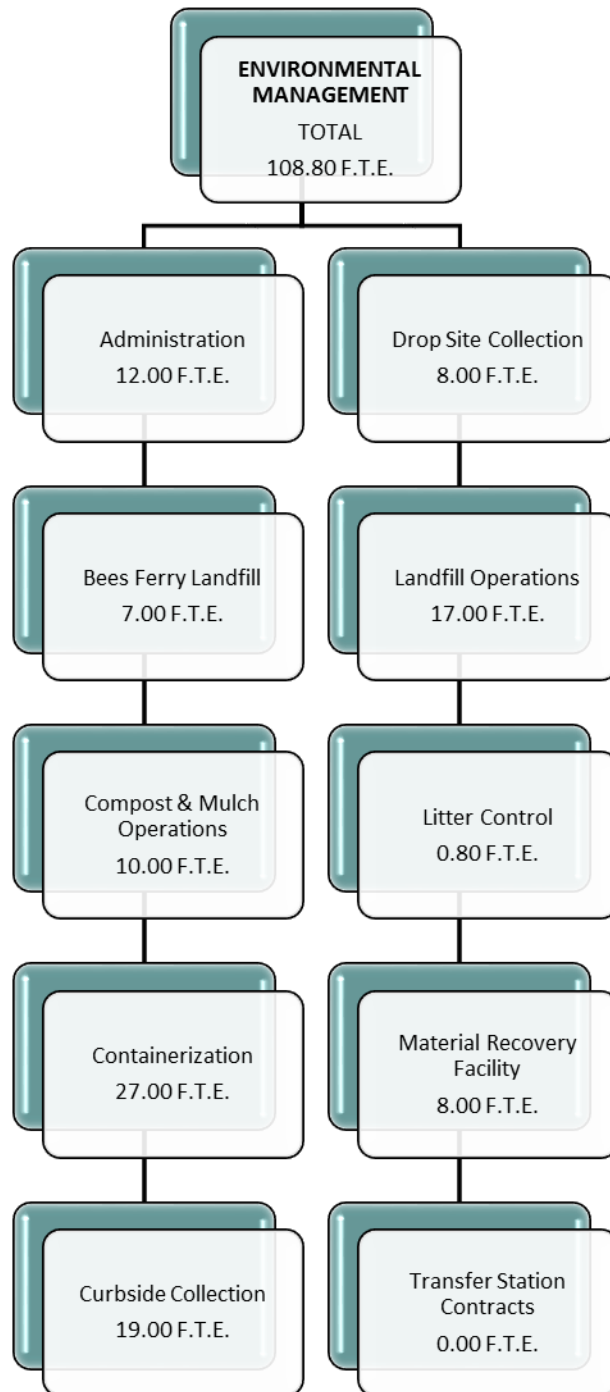 ENVIRONMENTAL
MANAGEMENT
TOTAL
108.80 F.T.E.
Administration
12.00 F.T.E.
Bees Ferry Landfill
7.00 F.T.E.
Compost & Mulch
Operations
10.00 F.T.E.
Containerization
27.00 F.T.E.
Curbside Collection
19.00 F.T.E.
Drop Site Collection
8.00 F.T.E.
Landfill Operations
17.00 F.T.E.
Litter Control
0.80 F.T.E.
Material Recovery
Facility
8.00 F.T.E.
Transfer Station
Contracts
0.00 F.T.E.